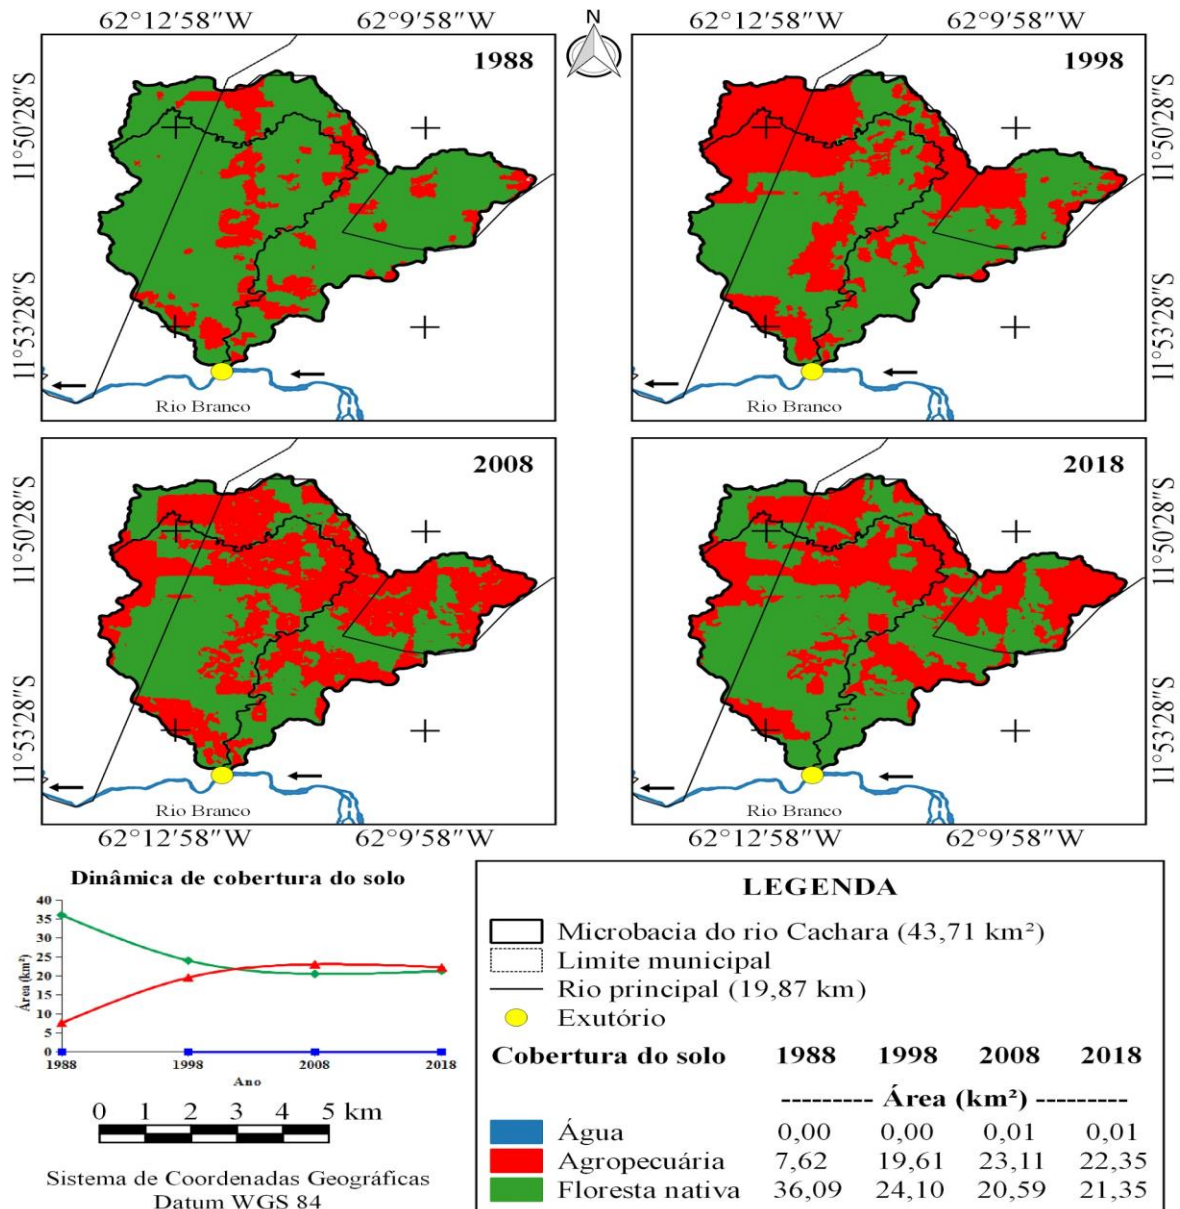 62°12'58"W 62°9'58"W N 62°12'58"W 62°9'58"W
1988
1998
11°50'28"S
11°53'28"S
11°50'28"S
11°53'28"S
Rio Branco
Rio Branco
2008
2018
11°50'28"S
11°53'28"S
11°50'28"S
11°53'28"S
Rio Branco
Rio Branco
62°12'58"W 62°9'58"W 62°12'58"W 62°9'58"W
Dinâmica de cobertura do solo
Área (km²)
40
35
30
25
20
15
10
5
0
1988 1998 2008 2018
Ano
0 1 2 3 4 5 km
Sistema de Coordenadas Geográficas
Datum WGS 84
LEGENDA
Microbacia do rio Cachara (43,71 km²)
Limite municipal
Rio principal (19,87 km)
Exutório
Cobertura do solo 1988 1998 2008 2018
--------- Área (km²) ---------
Água 0,00 0,00 0,01 0,01
Agropecuária 7,62 19,61 23,11 22,35
Floresta nativa 36,09 24,10 20,59 21,35